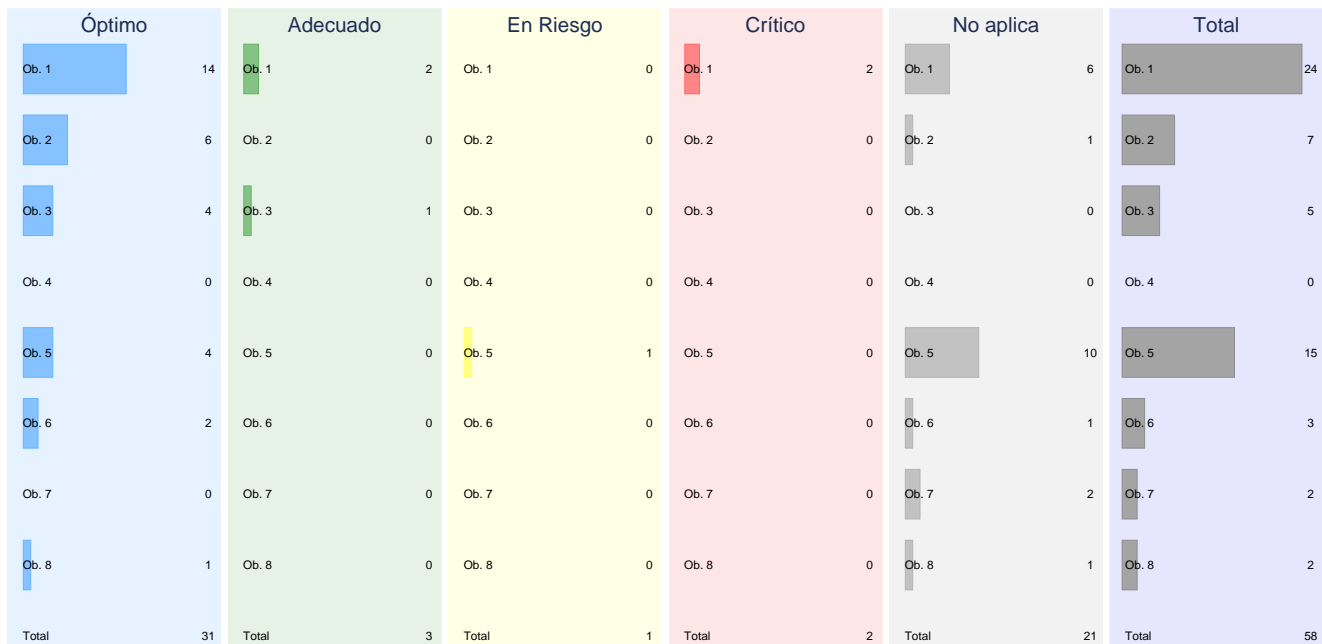 Óptimo Adecuado En Riesgo Crítico No aplica Total
Ob. 1 14 Ob. 1 2 Ob. 1 0 Ob. 1 2 Ob. 1 6 Ob. 1 24
Ob. 2 6 Ob. 2 0 Ob. 2 0 Ob. 2 0 Ob. 2 1 Ob. 2 7
Ob. 3 4 Ob. 3 1 Ob. 3 0 Ob. 3 0 Ob. 3 0 Ob. 3 5
Ob. 4 0 Ob. 4 0 Ob. 4 0 Ob. 4 0 Ob. 4 0 Ob. 4 0
Ob. 5 4 Ob. 5 0 Ob. 5 1 Ob. 5 0 Ob. 5 10 Ob. 5 15
Ob. 6 2 Ob. 6 0 Ob. 6 0 Ob. 6 0 Ob. 6 1 Ob. 6 3
Ob. 7 0 Ob. 7 0 Ob. 7 0 Ob. 7 0 Ob. 7 2 Ob. 7 2
Ob. 8 1 Ob. 8 0 Ob. 8 0 Ob. 8 0 Ob. 8 1 Ob. 8 2
Total 31 Total 3 Total 1 Total 2 Total 21 Total 58